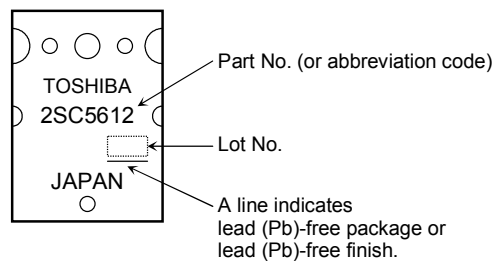 TOSHIBA
2SC5612
JAPAN
Part No. (or abbreviation code)
Lot No.
A line indicates
lead (Pb)-free package or
lead (Pb)-free finish.